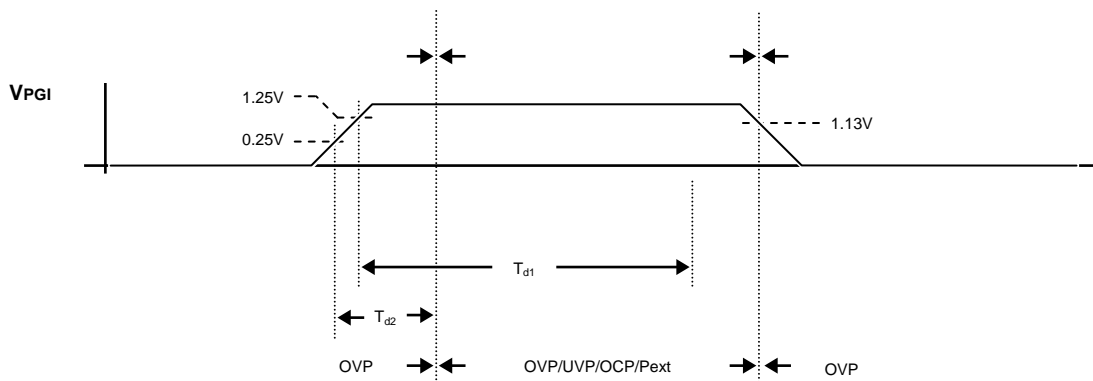 VPGI
1.25V
0.25V
1.13V
Td1
Td2
OVP
OVP/UVP/OCP/Pext
OVP